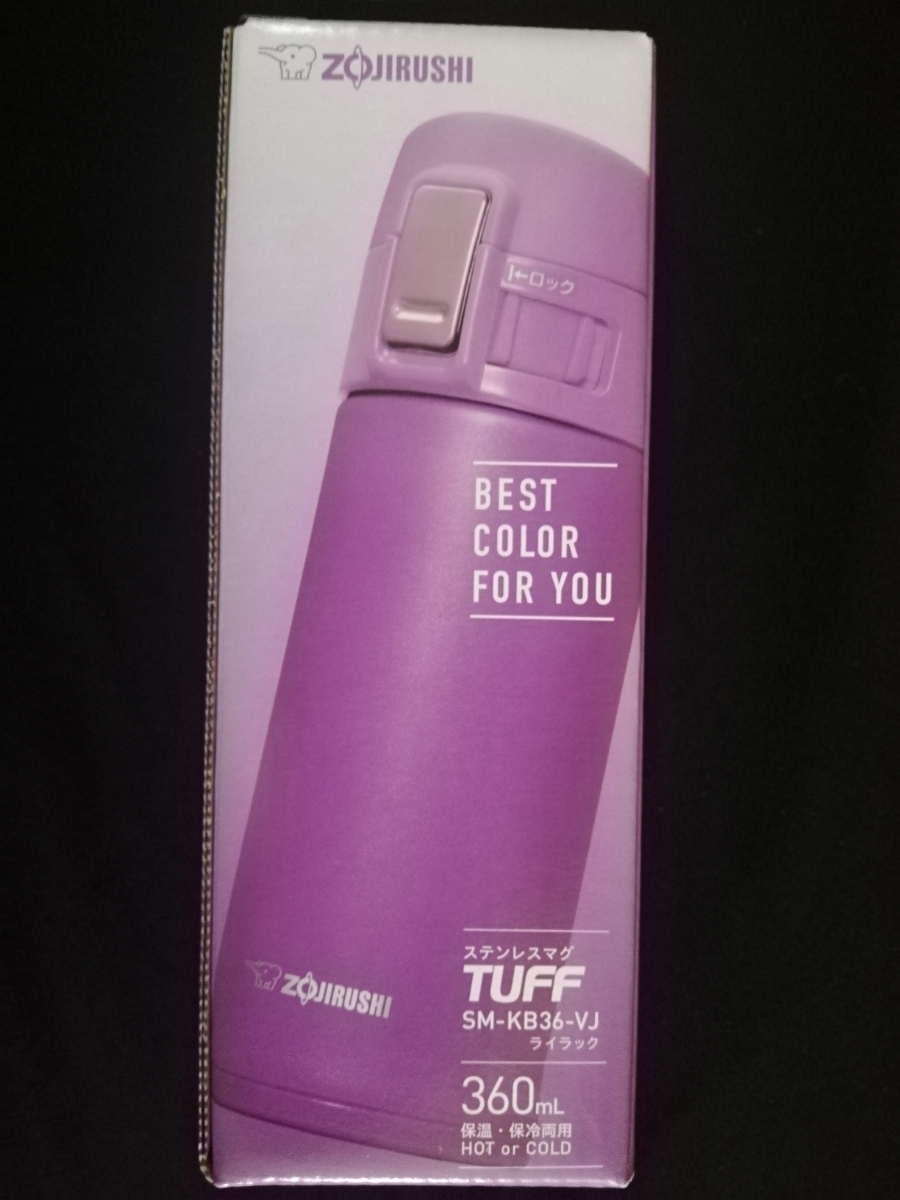 ZOJIRUSHI
I←ロック
BEST
COLOR
FOR YOU
ZOJIRUSHI
ステンレスマグ
TUFF
SM-KB36-VJ
ライラック
360mL
保温・保冷両用
HOT or COLD